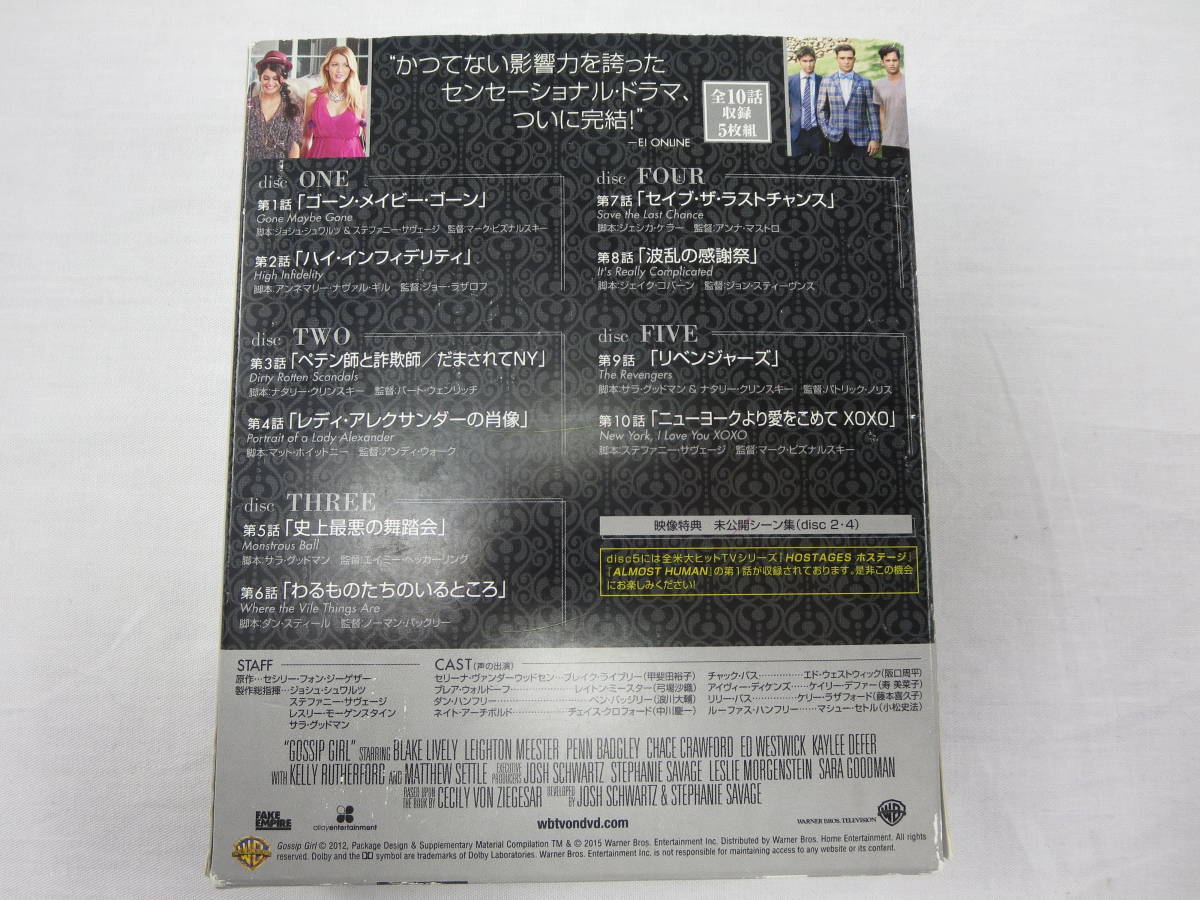 “かつてない影響力を誇った
センセーショナル・ドラマ、
ついに完結!”
—E! ONLINE
全10話
収録
5枚組
disc ONE
第1話「ゴーン・メイビー・ゴーン」
Gone Maybe Gone
脚本:ジョシュ・シュワルツ & ステファニー・サヴェージ 監督:マーク・ピズナルスキー
第2話「ハイ・インフィデリティ」
High Infidelity
脚本:アンネマリー・ナヴァル・ギル 監督:ジョー・ラザロフ
disc TWO
第3話「ペテン師と詐欺師/だまされてNY」
Dirty Rotten Scandals
脚本:ナタリー・クリンスキー 監督:バート・ウェンリッチ
第4話「レディ・アレクサンダーの肖像」
Portrait of a Lady Alexander
脚本:マット・ホイットニー 監督:アンディ・ウォーク
disc THREE
第5話「史上最悪の舞踏会」
Monstrous Ball
脚本:サラ・グッドマン 監督:エイミー・ヘッカーリング
第6話「わるものたちのいるところ」
Where the Vile Things Are
脚本:ダン・スティール 監督:ノーマン・バックリー
disc FOUR
第7話「セイブ・ザ・ラストチャンス」
Save the Last Chance
脚本:ジェシカ・ケラー 監督:アンナ・マストロ
第8話「波乱の感謝祭」
It's Really Complicated
脚本:ジェイク・コバーン 監督:ジョン・スティーヴンス
disc FIVE
第9話「リベンジャーズ」
The Revengers
脚本:サラ・グッドマン & ナタリー・クリンスキー 監督:パトリック・ノリス
第10話「ニューヨークより愛をこめて XOXO」
New York, I Love You XOXO
脚本:ステファニー・サヴェージ 監督:マーク・ピズナルスキー
映像特典 未公開シーン集(disc 2・4)
disc5には全米大ヒットTVシリーズ『HOSTAGES ホステージ』
『ALMOST HUMAN』の第1話が収録されております。是非この機会
にお楽しみください!
STAFF
原作…セシリー・フォン・ジーゲザー
製作総指揮…ジョシュ・シュワルツ
ステファニー・サヴェージ
レスリー・モーゲンスタイン
サラ・グッドマン
CAST(声の出演)
セリーナ・ヴァンダーウッドセン…ブレイク・ライブリー(甲斐田裕子)
ブレア・ウォルドーフ………レイトン・ミースター(弓場沙織)
ダン・ハンフリー………ペン・バッジリー(浪川大輔)
ネイト・アーチボルド………チェイス・クロフォード(中川慶一)
チャック・バス………エド・ウェストウィック(阪口周平)
アイヴィー・ディケンズ………ケイリー・デファー(寿 美菜子)
リリー・バス………ケリー・ラザフォード(藤本喜久子)
ルーファス・ハンフリー……マシュー・セトル(小松史法)
“GOSSIP GIRL” STARRING BLAKE LIVELY LEIGHTON MEESTER PENN BADGLEY CHACE CRAWFORD ED WESTWICK KAYLEE DEFER
WITH KELLY RUTHERFORD AND MATTHEW SETTLE EXECUTIVE PRODUCERS JOSH SCHWARTZ STEPHANIE SAVAGE LESLIE MORGENSTEIN SARA GOODMAN
BASED UPON THE BOOK BY CECILY VON ZIEGESAR DEVELOPED BY JOSH SCHWARTZ & STEPHANIE SAVAGE
FAKE
EMPIRE
alloyentertainment
wbtvondvd.com
WARNER BROS. TELEVISION
Gossip Girl © 2012, Package Design & Supplementary Material Compilation TM & © 2015 Warner Bros. Entertainment Inc. Distributed by Warner Bros. Home Entertainment. All rights
reserved. Dolby and the DD symbol are trademarks of Dolby Laboratories. Warner Bros. Entertainment Inc. is not responsible for maintaining access to any website or its content.